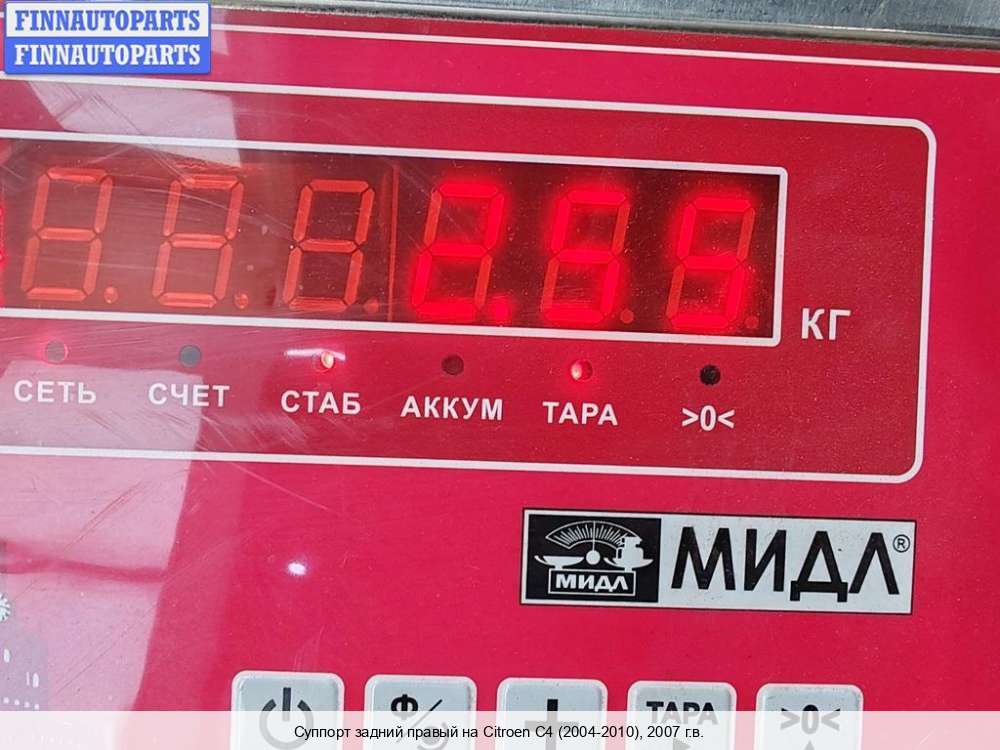 FINNAUTOPARTS
FINNAUTOPARTS
2.55
КГ
СЕТЬ СЧЕТ СТАБ АККУМ ТАРА >0<
МИДЛ МИДЛ®
Ф/ + ТАРА >0<
Суппорт задний правый на Citroen C4 (2004-2010), 2007 г.в.